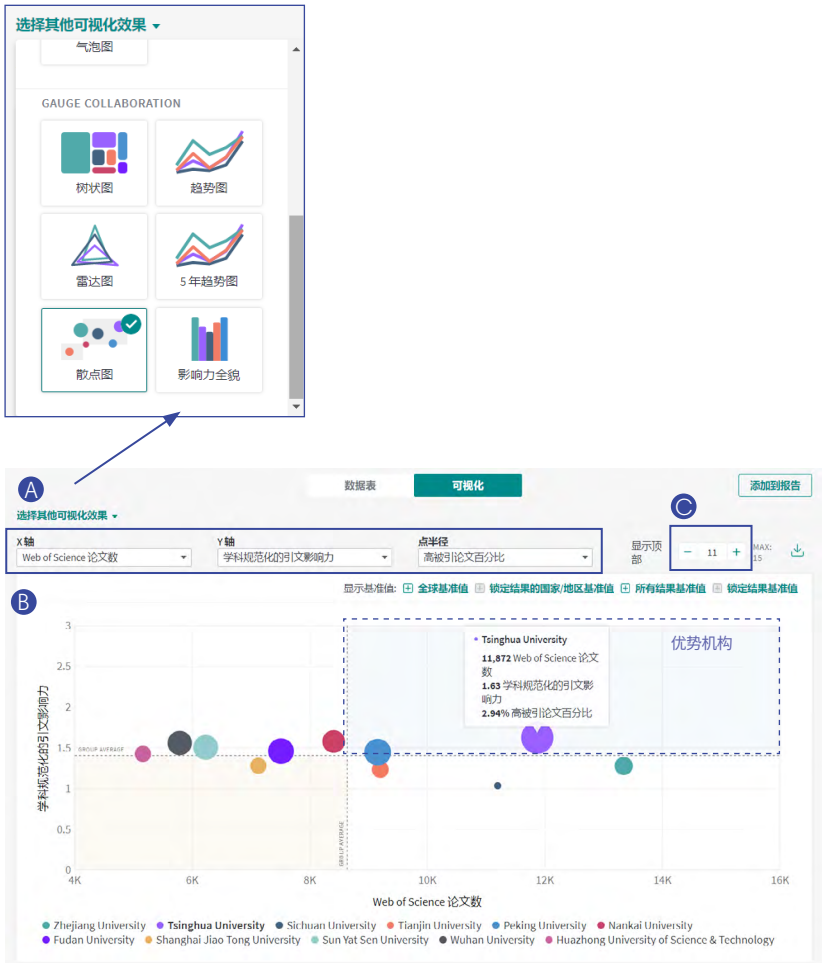 选择其他可视化效果
气泡图
GAUGE COLLABORATION
树状图 趋势图
雷达图 5 年趋势图
散点图 影响力全貌
A
数据表 可视化 添加到报告
C
选择其他可视化效果
X 轴 Y 轴 点半径
Web of Science 论文数 学科规范化的引文影响力 高被引论文百分比
显示顶部 − 11 + MAX: 15
显示基准值: 全球基准值 锁定结果的国家/地区基准值 所有结果基准值 锁定结果基准值
B
学科规范化的引文影响力
3
2.5
2
1.5
1
0.5
0
GROUP AVERAGE
GROUP AVERAGE
优势机构
Tsinghua University
11,872 Web of Science 论文
数
1.63 学科规范化的引文影
响力
2.94% 高被引论文百分比
4K 6K 8K 10K 12K 14K 16K
Web of Science 论文数
Zhejiang University Tsinghua University Sichuan University Tianjin University Peking University Nankai University
Fudan University Shanghai Jiao Tong University Sun Yat Sen University Wuhan University Huazhong University of Science & Technology